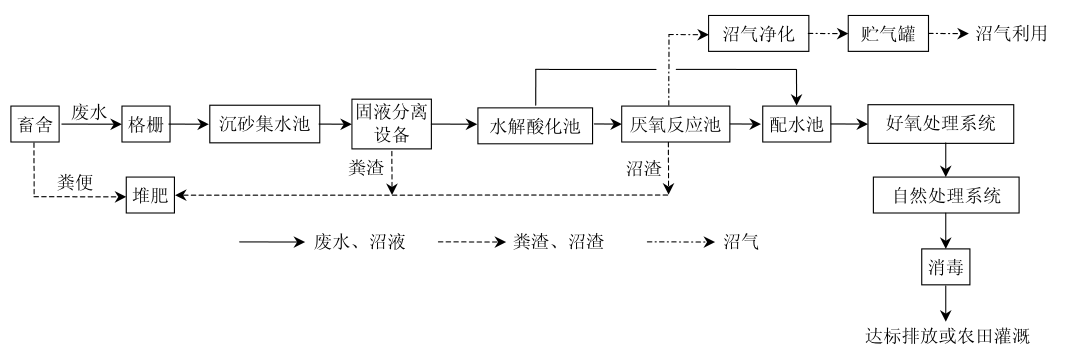 沼气净化
贮气罐
沼气利用
畜舍
废水
格栅
沉砂集水池
固液分离
设备
水解酸化池
厌氧反应池
配水池
好氧处理系统
粪便
堆肥
粪渣
沼渣
自然处理系统
废水、沼液
粪渣、沼渣
沼气
消毒
达标排放或农田灌溉